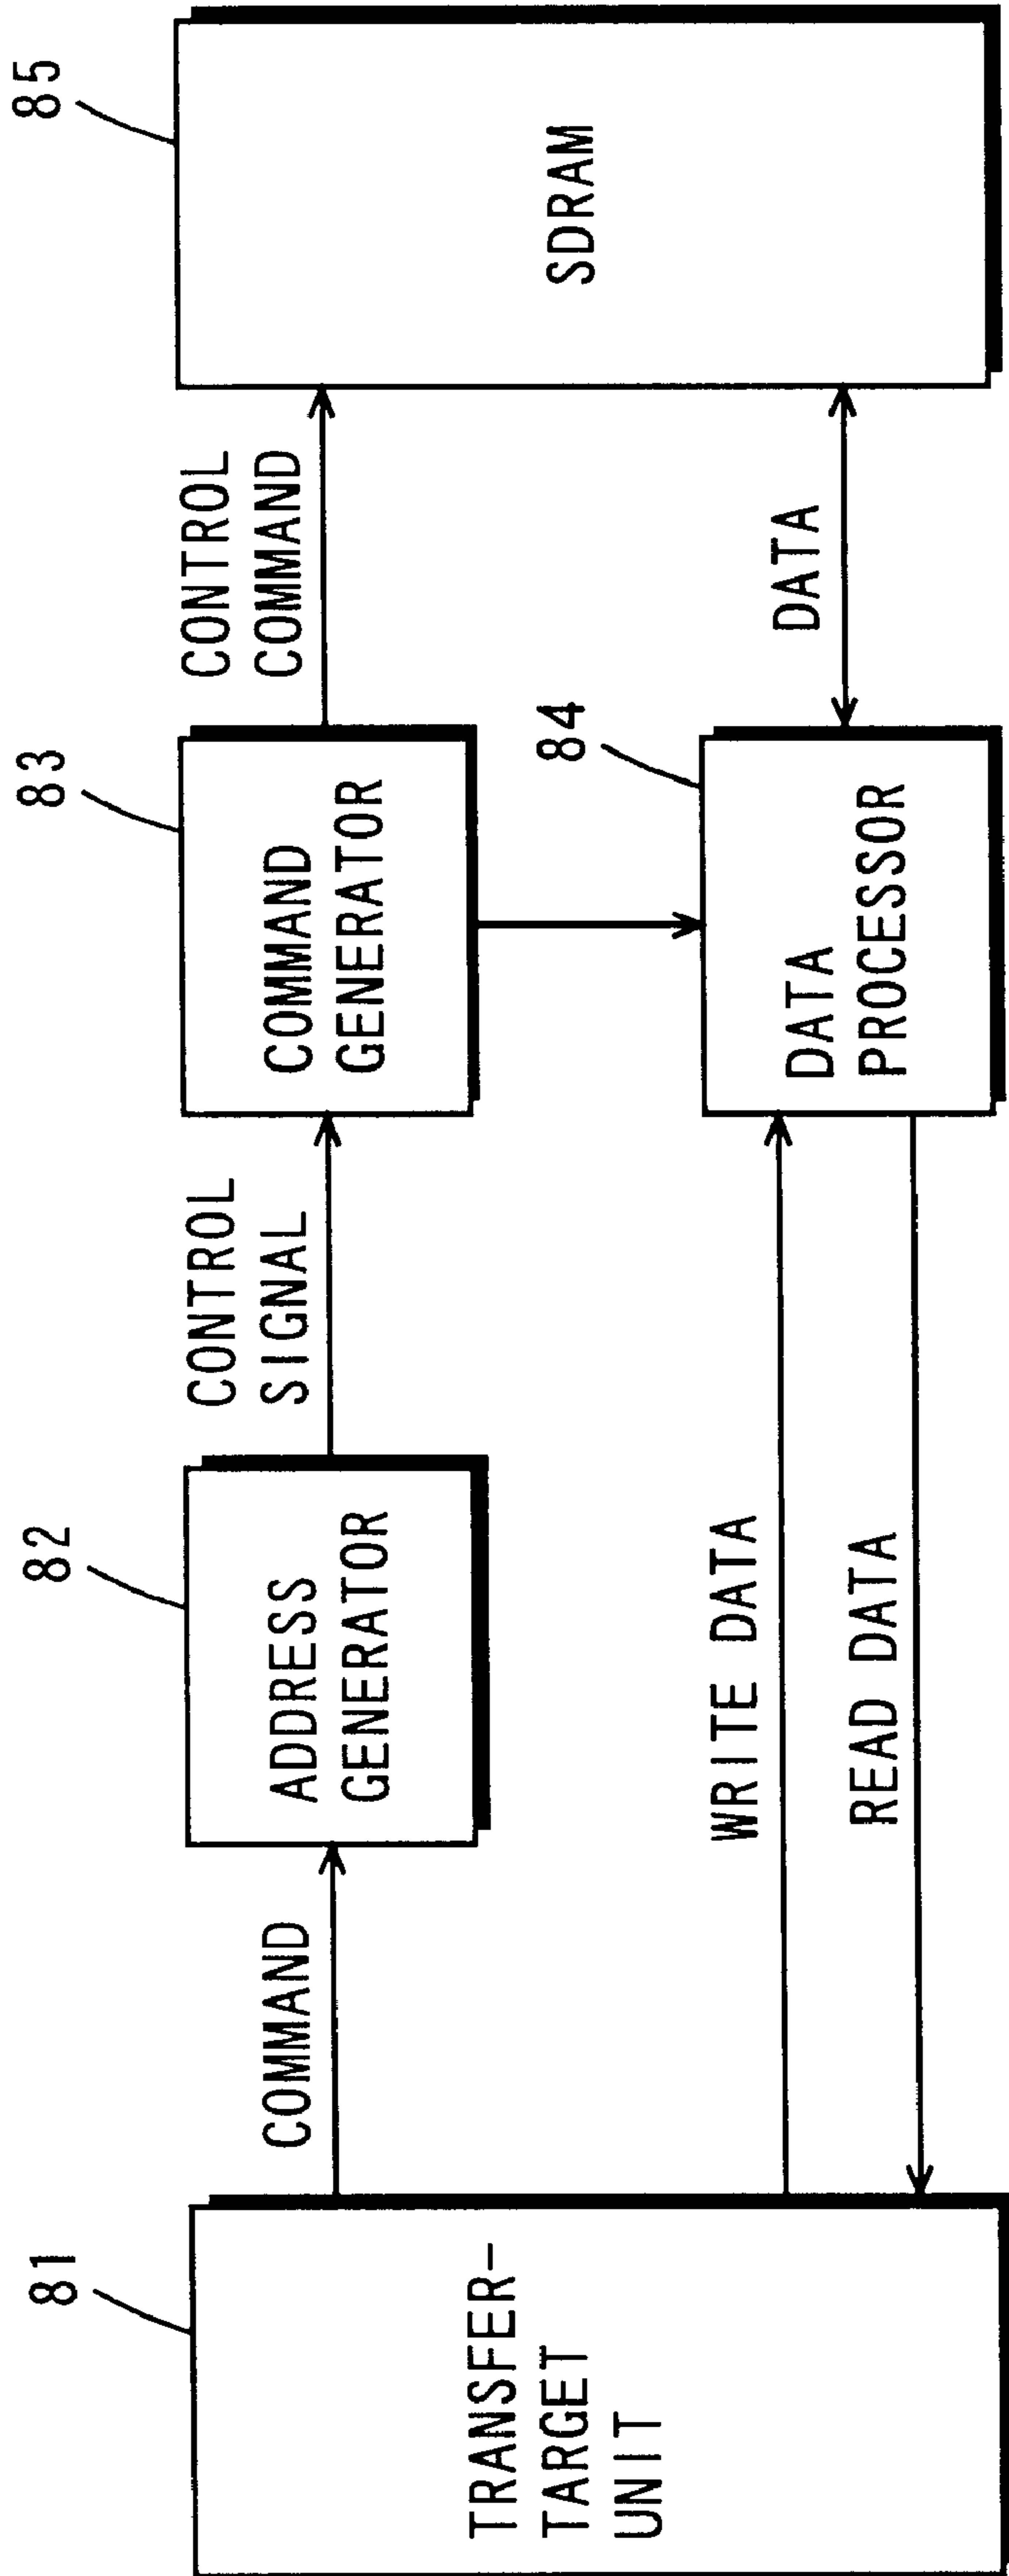 81
TRANSFER-
TARGET
UNIT
COMMAND
82
ADDRESS
GENERATOR
CONTROL
SIGNAL
83
COMMAND
GENERATOR
CONTROL
COMMAND
85
SDRAM
WRITE DATA
READ DATA
84
DATA
PROCESSOR
DATA